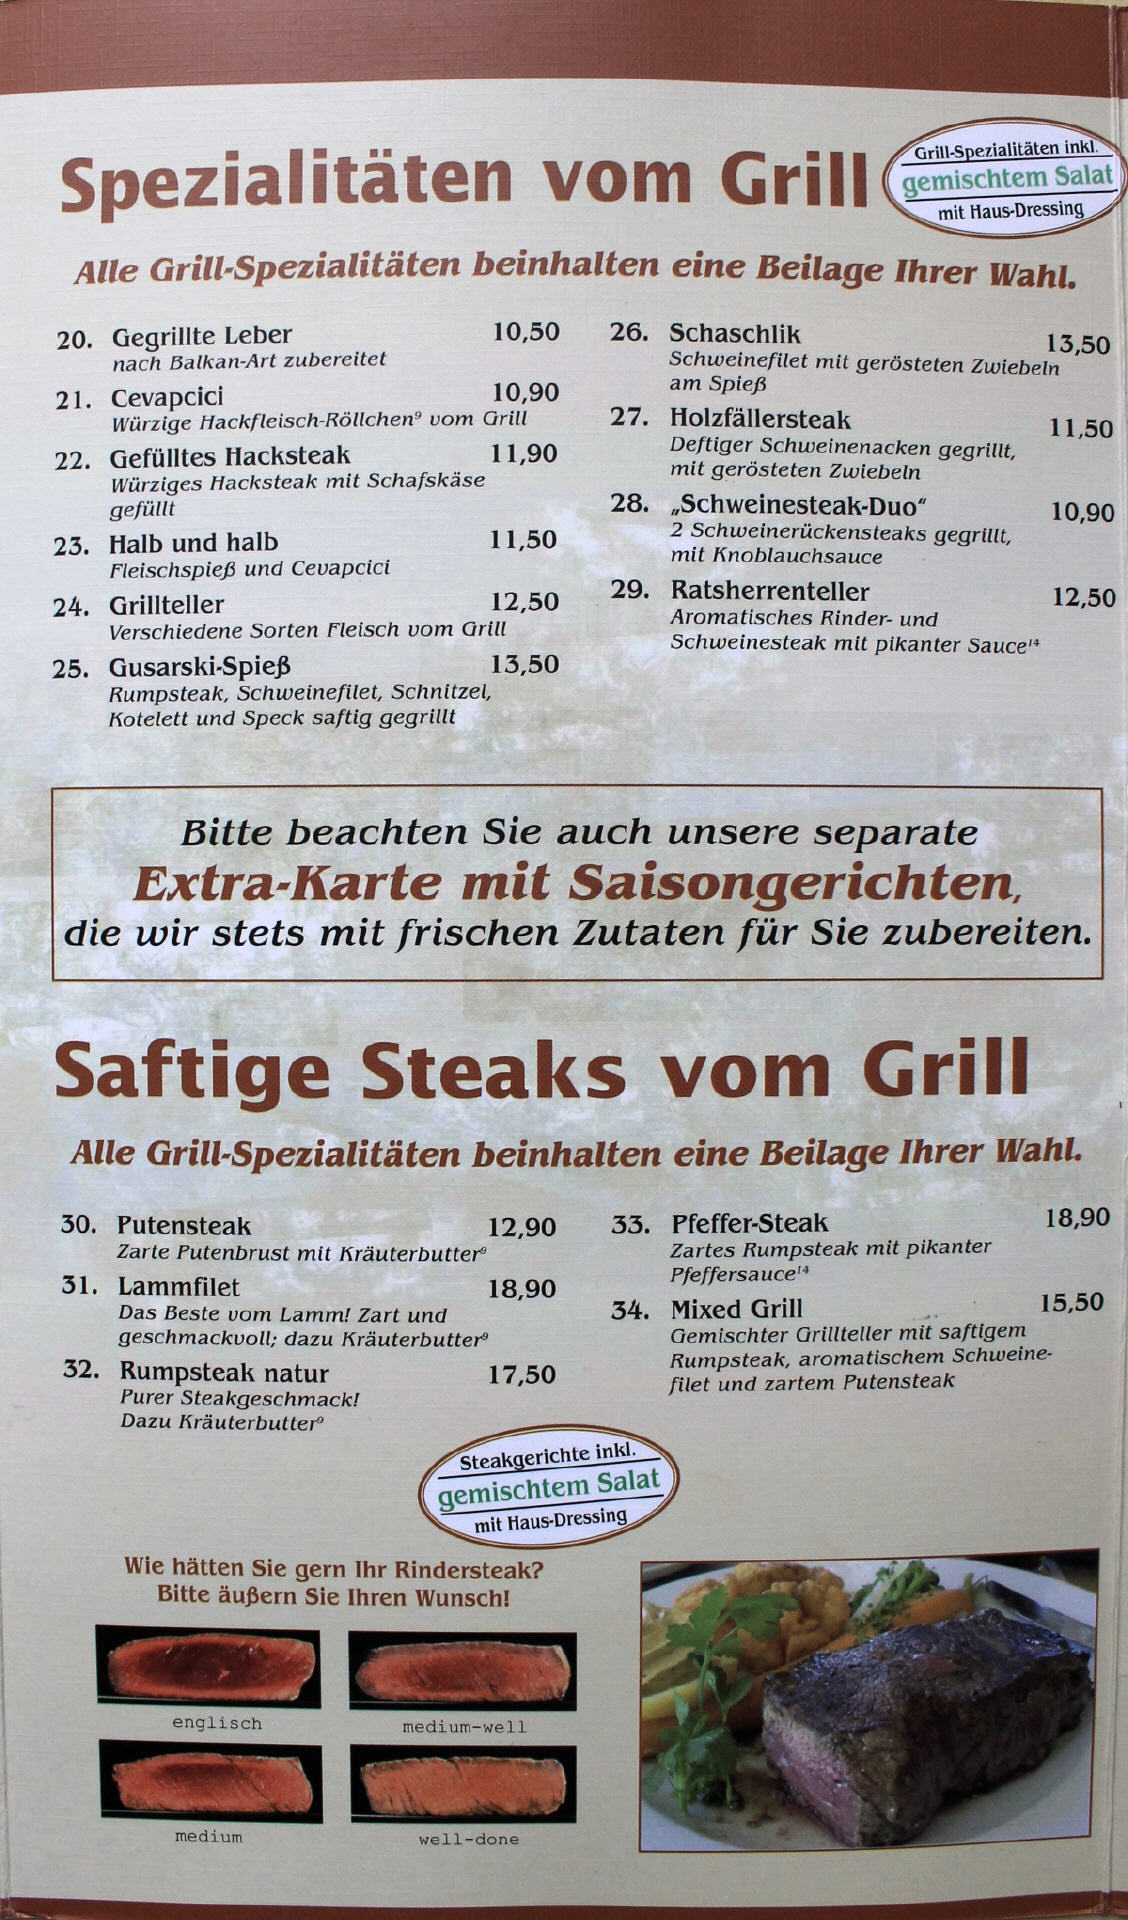 Spezialitäten vom Grill
Grill-Spezialitäten inkl.
gemischtem Salat
mit Haus-Dressing
Alle Grill-Spezialitäten beinhalten eine Beilage Ihrer Wahl.
20. Gegrillte Leber 10,50
nach Balkan-Art zubereitet
21. Cevapcici 10,90
Würzige Hackfleisch-Röllchen⁹ vom Grill
22. Gefülltes Hacksteak 11,90
Würziges Hacksteak mit Schafskäse
gefüllt
23. Halb und halb 11,50
Fleischspieß und Cevapcici
24. Grillteller 12,50
Verschiedene Sorten Fleisch vom Grill
25. Gusarski-Spieß 13,50
Rumpsteak, Schweinefilet, Schnitzel,
Kotelett und Speck saftig gegrillt
26. Schaschlik 13,50
Schweinefilet mit gerösteten Zwiebeln
am Spieß
27. Holzfällersteak 11,50
Deftiger Schweinenacken gegrillt,
mit gerösteten Zwiebeln
28. „Schweinesteak-Duo“ 10,90
2 Schweinerückensteaks gegrillt,
mit Knoblauchsauce
29. Ratsherrenteller 12,50
Aromatisches Rinder- und
Schweinesteak mit pikanter Sauce¹⁴
Bitte beachten Sie auch unsere separate
Extra-Karte mit Saisongerichten,
die wir stets mit frischen Zutaten für Sie zubereiten.
Saftige Steaks vom Grill
Alle Grill-Spezialitäten beinhalten eine Beilage Ihrer Wahl.
30. Putensteak 12,90
Zarte Putenbrust mit Kräuterbutter⁹
31. Lammfilet 18,90
Das Beste vom Lamm! Zart und
geschmackvoll; dazu Kräuterbutter⁹
32. Rumpsteak natur 17,50
Purer Steakgeschmack!
Dazu Kräuterbutter⁹
33. Pfeffer-Steak 18,90
Zartes Rumpsteak mit pikanter
Pfeffersauce¹⁴
34. Mixed Grill 15,50
Gemischter Grillteller mit saftigem
Rumpsteak, aromatischem Schweine-
filet und zartem Putensteak
Steakgerichte inkl.
gemischtem Salat
mit Haus-Dressing
Wie hätten Sie gern Ihr Rindersteak?
Bitte äußern Sie Ihren Wunsch!
englisch
medium-well
medium
well-done